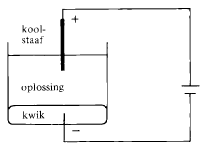 kool-
staaf
+
oplossing
kwik
−